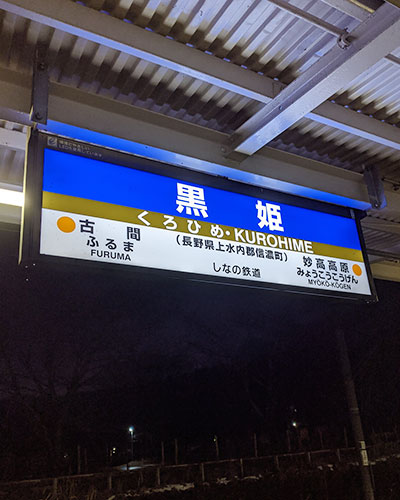 黒姫
くろひめ・KUROHIME
(長野県上水内郡信濃町)
古間
ふるま
FURUMA
しなの鉄道
妙高高原
みょうこうこうげん
MYŌKŌ-KŌGEN